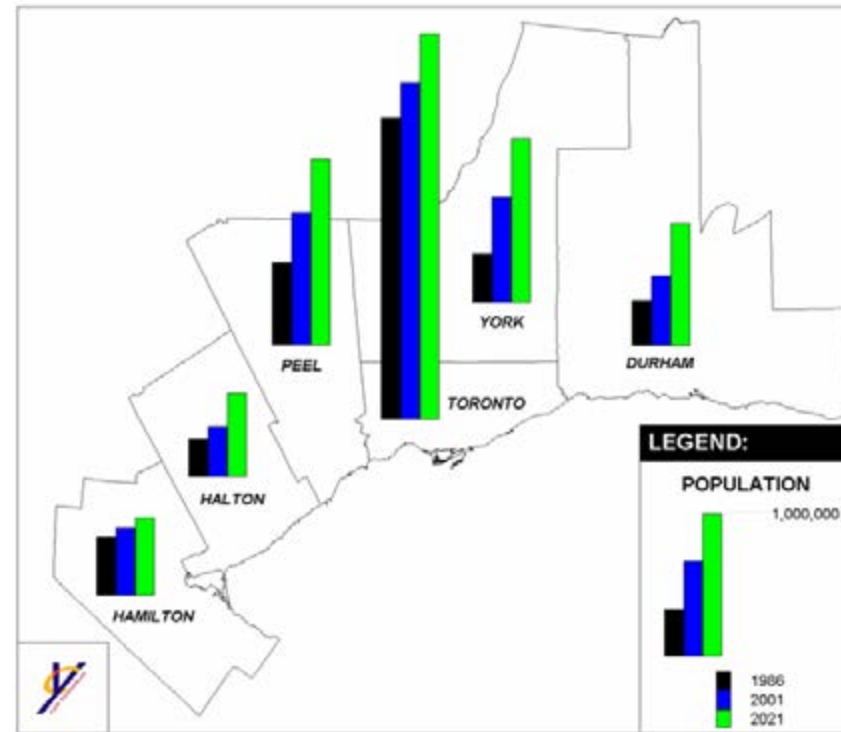 YORK
PEEL
DURHAM
TORONTO
HALTON
HAMILTON
LEGEND:
POPULATION
1,000,000
1986
2001
2021